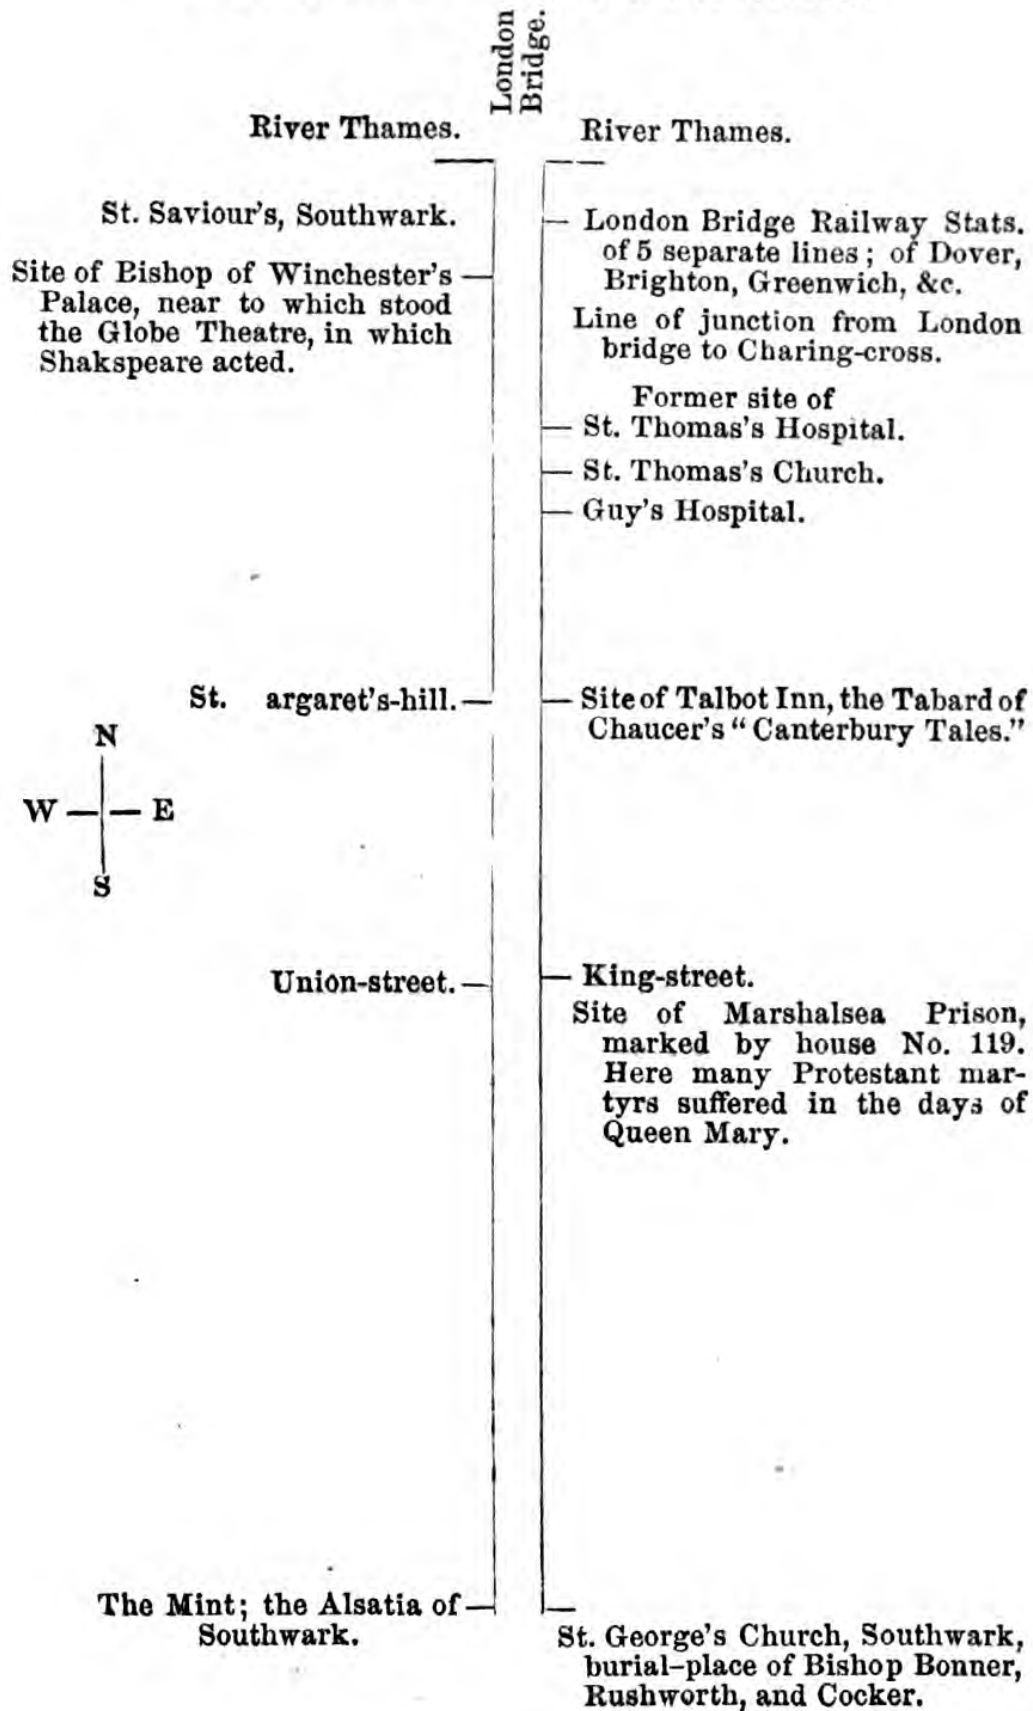 London
Bridge.
River Thames.
River Thames.
St. Saviour's, Southwark.
Site of Bishop of Winchester's
Palace, near to which stood
the Globe Theatre, in which
Shakspeare acted.
London Bridge Railway Stats.
of 5 separate lines; of Dover,
Brighton, Greenwich, &c.
Line of junction from London
bridge to Charing-cross.
Former site of
St. Thomas's Hospital.
St. Thomas's Church.
Guy's Hospital.
St. argaret's-hill.
Site of Talbot Inn, the Tabard of
Chaucer's "Canterbury Tales."
N
W E
S
Union-street.
King-street.
Site of Marshalsea Prison,
marked by house No. 119.
Here many Protestant mar-
tyrs suffered in the days of
Queen Mary.
The Mint; the Alsatia of
Southwark.
St. George's Church, Southwark,
burial-place of Bishop Bonner,
Rushworth, and Cocker.